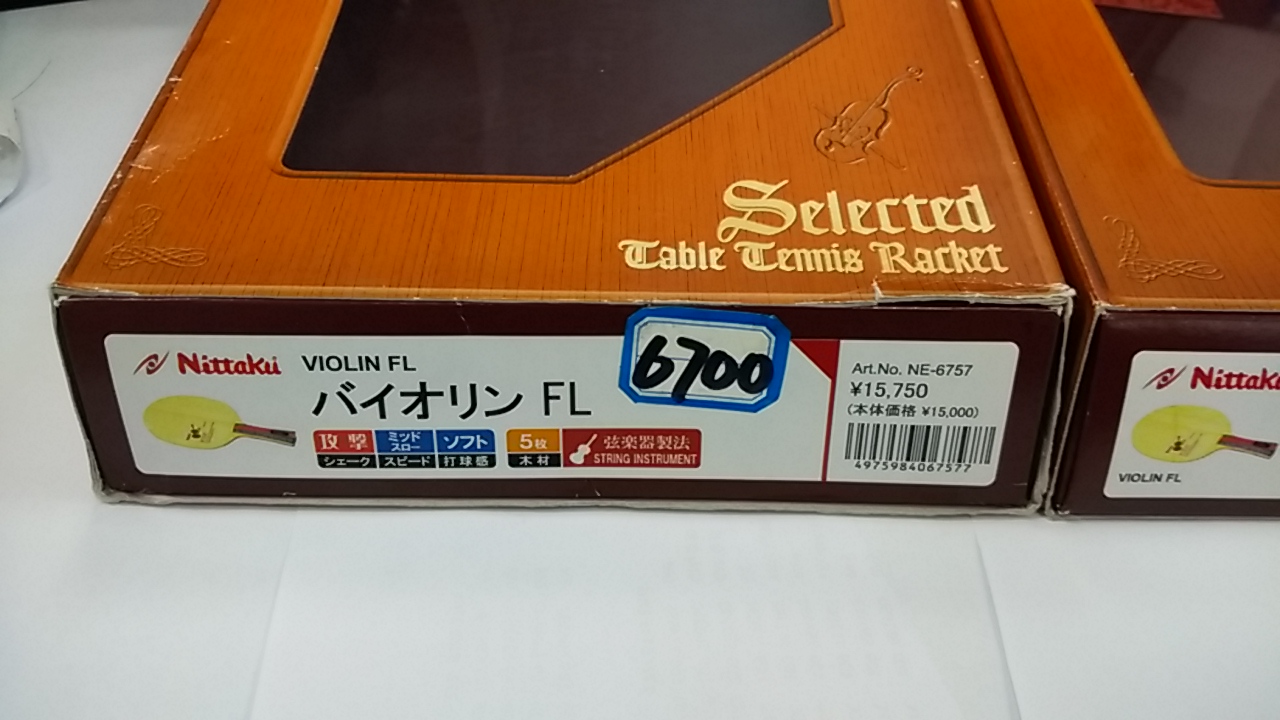 Selected
Table Tennis Racket
Nittaku
VIOLIN FL
バイオリン FL
6700
攻撃
シェーク
ミッド
スロー
スピード
ソフト
打球感
5枚
木材
弦楽器製法
STRING INSTRUMENT
Art.No. NE-6757
¥15,750
(本体価格 ¥15,000)
4975984067577
Nittaku
VIOLIN FL